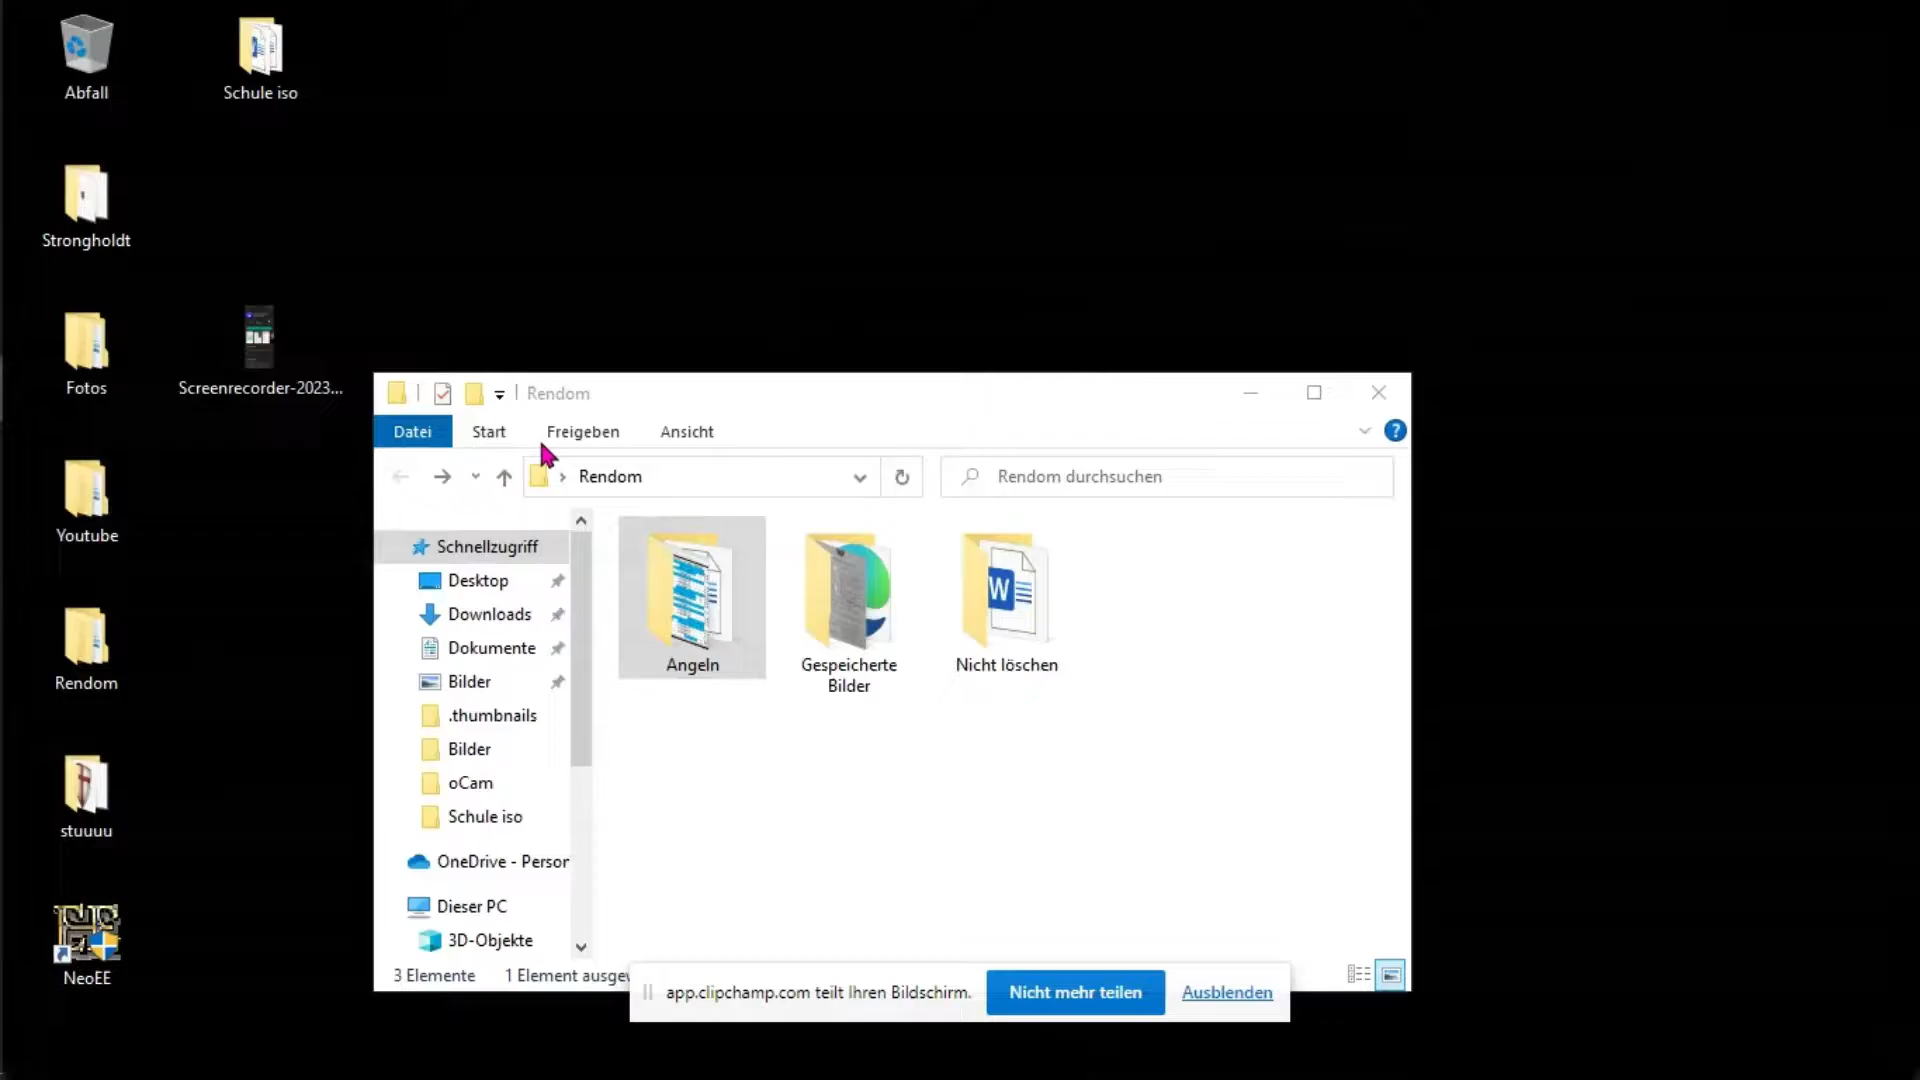 Abfall
Schule iso
Strongholdt
Fotos
Screenrecorder-2023...
Youtube
Rendom
stuuuu
NeoEE
Rendom
Datei Start Freigeben Ansicht
Rendom
Rendom durchsuchen
Schnellzugriff
Desktop
Downloads
Dokumente
Bilder
.thumbnails
Bilder
oCam
Schule iso
OneDrive - Person
Dieser PC
3D-Objekte
Angeln
Gespeicherte
Bilder
Nicht löschen
3 Elemente 1 Element ausgew
app.clipchamp.com teilt Ihren Bildschirm.
Nicht mehr teilen
Ausblenden